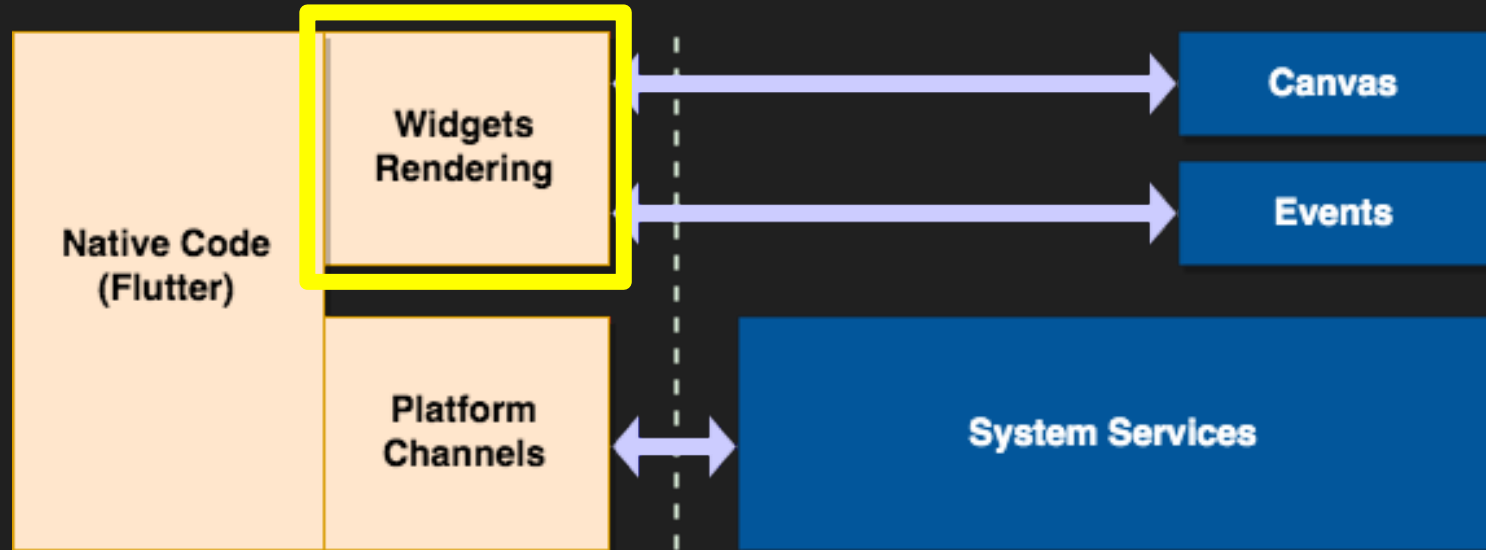 Native Code
(Flutter)
Widgets
Rendering
Platform
Channels
Canvas
Events
System Services